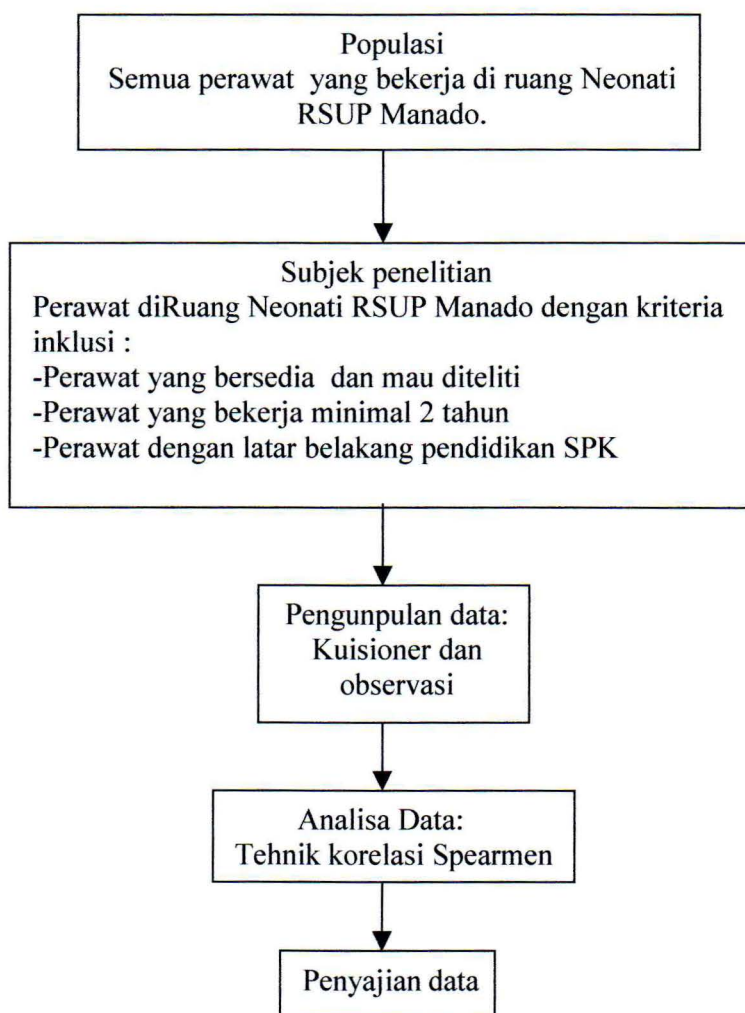 Populasi
Semua perawat yang bekerja di ruang Neonati
RSUP Manado.
Subjek penelitian
Perawat diRuang Neonati RSUP Manado dengan kriteria
inklusi :
-Perawat yang bersedia dan mau diteliti
-Perawat yang bekerja minimal 2 tahun
-Perawat dengan latar belakang pendidikan SPK
Pengunpulan data:
Kuisioner dan
observasi
Analisa Data:
Tehnik korelasi Spearmen
Penyajian data